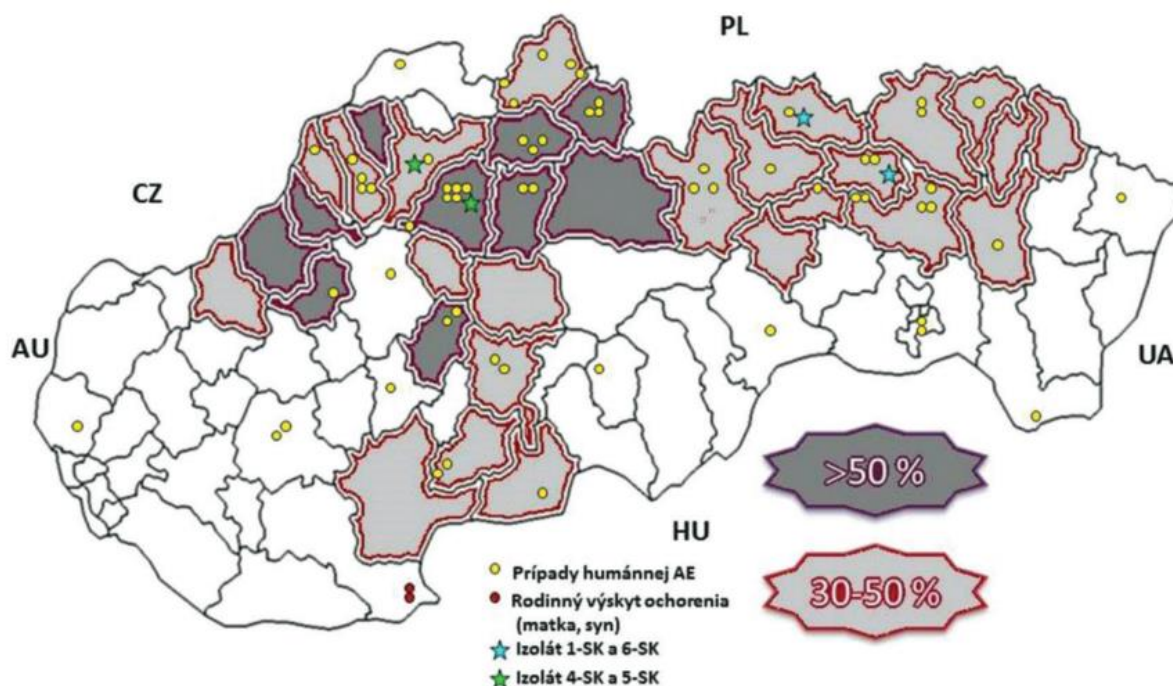 PL
CZ
AU
UA
>50 %
HU
30-50 %
Prípady humánnej AE
Rodinný výskyt ochorenia
(matka, syn)
Izolát 1-SK a 6-SK
Izolát 4-SK a 5-SK